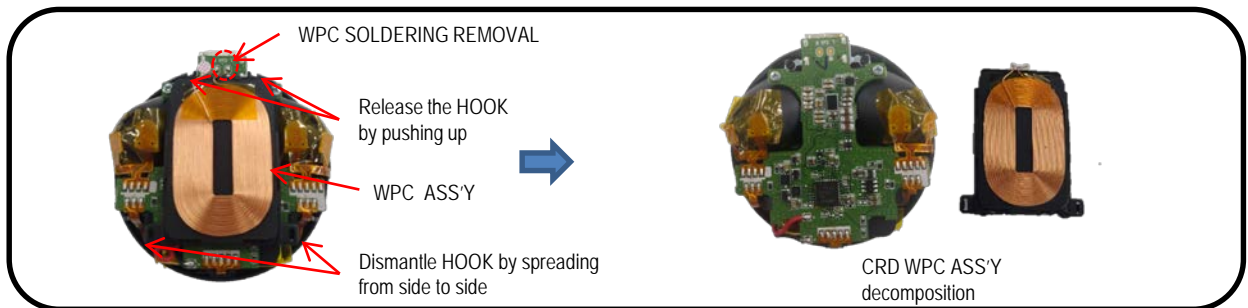 WPC SOLDERING REMOVAL
Release the HOOK
by pushing up
WPC ASS'Y
Dismantle HOOK by spreading
from side to side
CRD WPC ASS'Y
decomposition